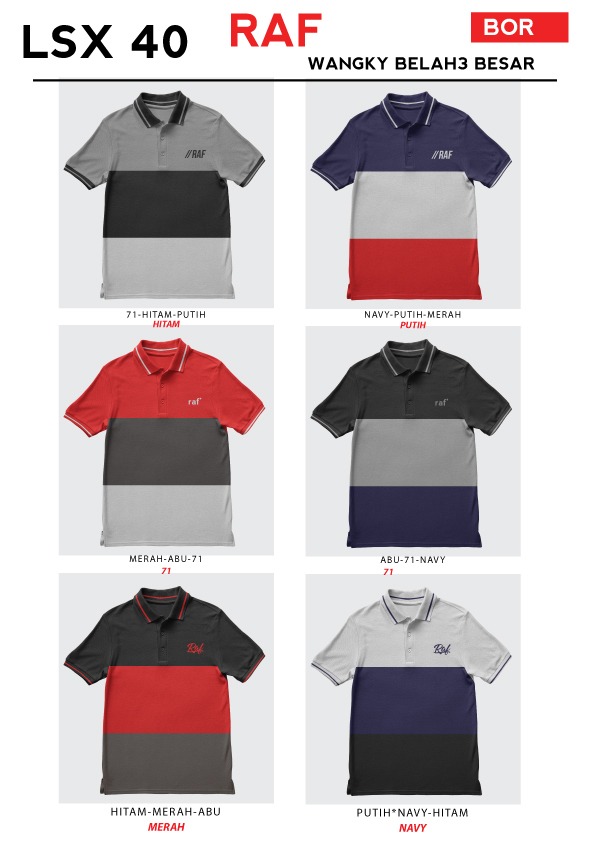 LSX 40
RAF
BOR
WANGKY BELAH3 BESAR
//RAF
//RAF
71-HITAM-PUTIH
HITAM
NAVY-PUTIH-MERAH
PUTIH
raf
raf
MERAH-ABU-71
71
ABU-71-NAVY
71
Raf.
Raf.
HITAM-MERAH-ABU
MERAH
PUTIH*NAVY-HITAM
NAVY